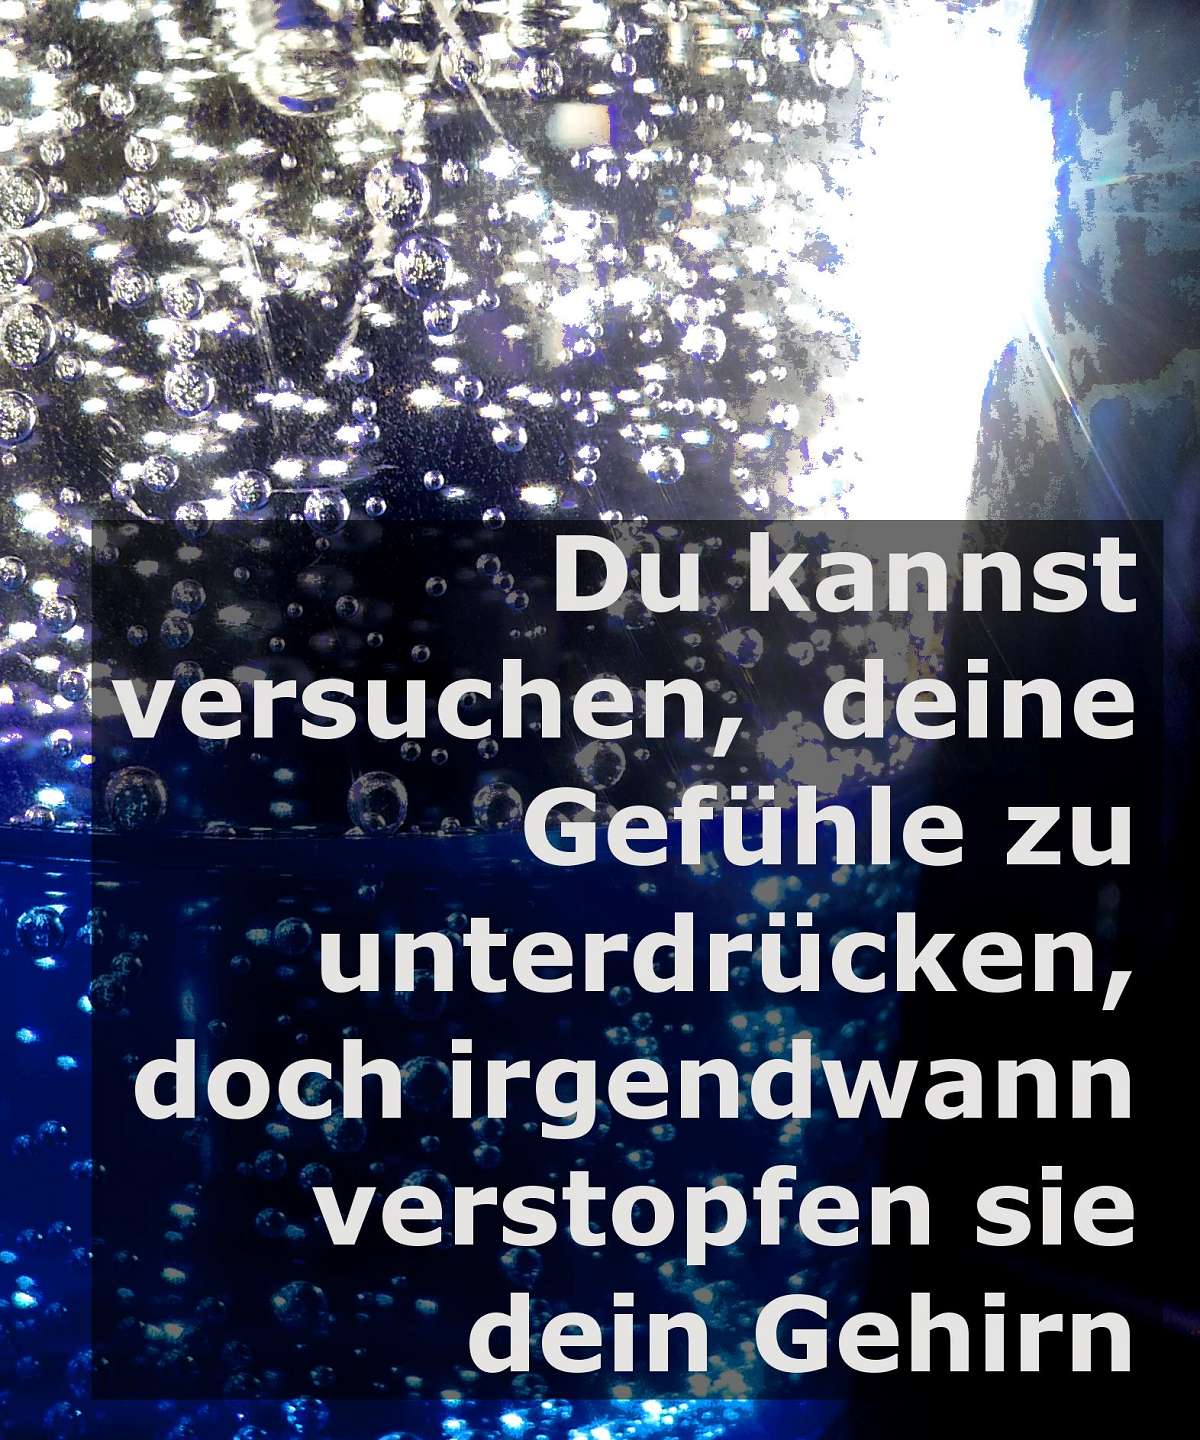 Du kannst
versuchen, deine
Gefühle zu
unterdrücken,
doch irgendwann
verstopfen sie
dein Gehirn